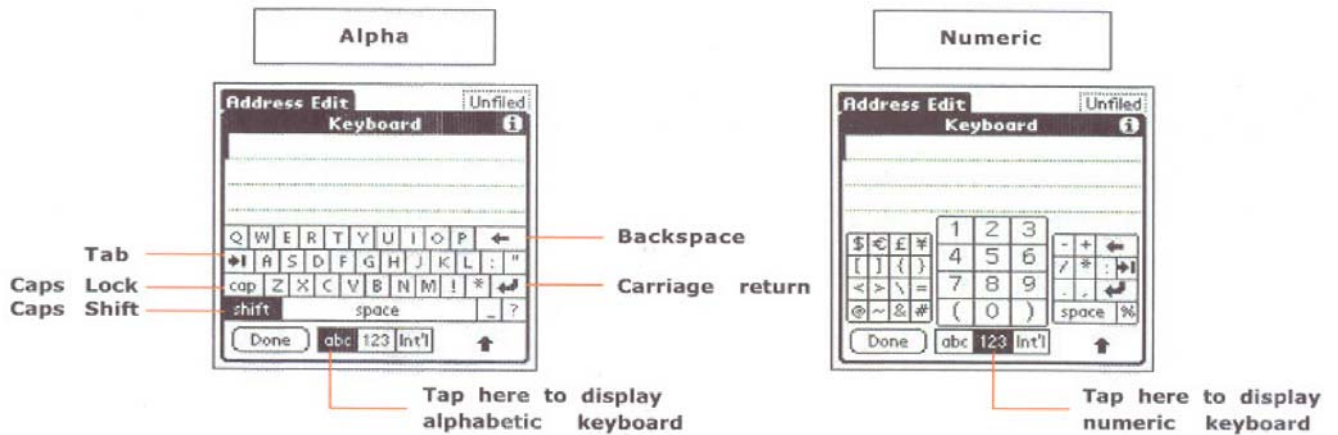 Alpha
Address Edit Unfiled
Keyboard i
Q W E R T Y U I O P
A S D F G H J K L : "
cap Z X C V B N M ! *
shift space _ ?
Done abc 123 Int'l
Tab
Caps Lock
Caps Shift
Backspace
Carriage return
Tap here to display
alphabetic keyboard
Numeric
Address Edit Unfiled
Keyboard i
1 2 3
$ € £ ¥ 4 5 6 - +
[ ] { } 7 8 9 / * :
< > \ = ( 0 ) . ,
@ ~ & # space %
Done abc 123 Int'l
Tap here to display
numeric keyboard